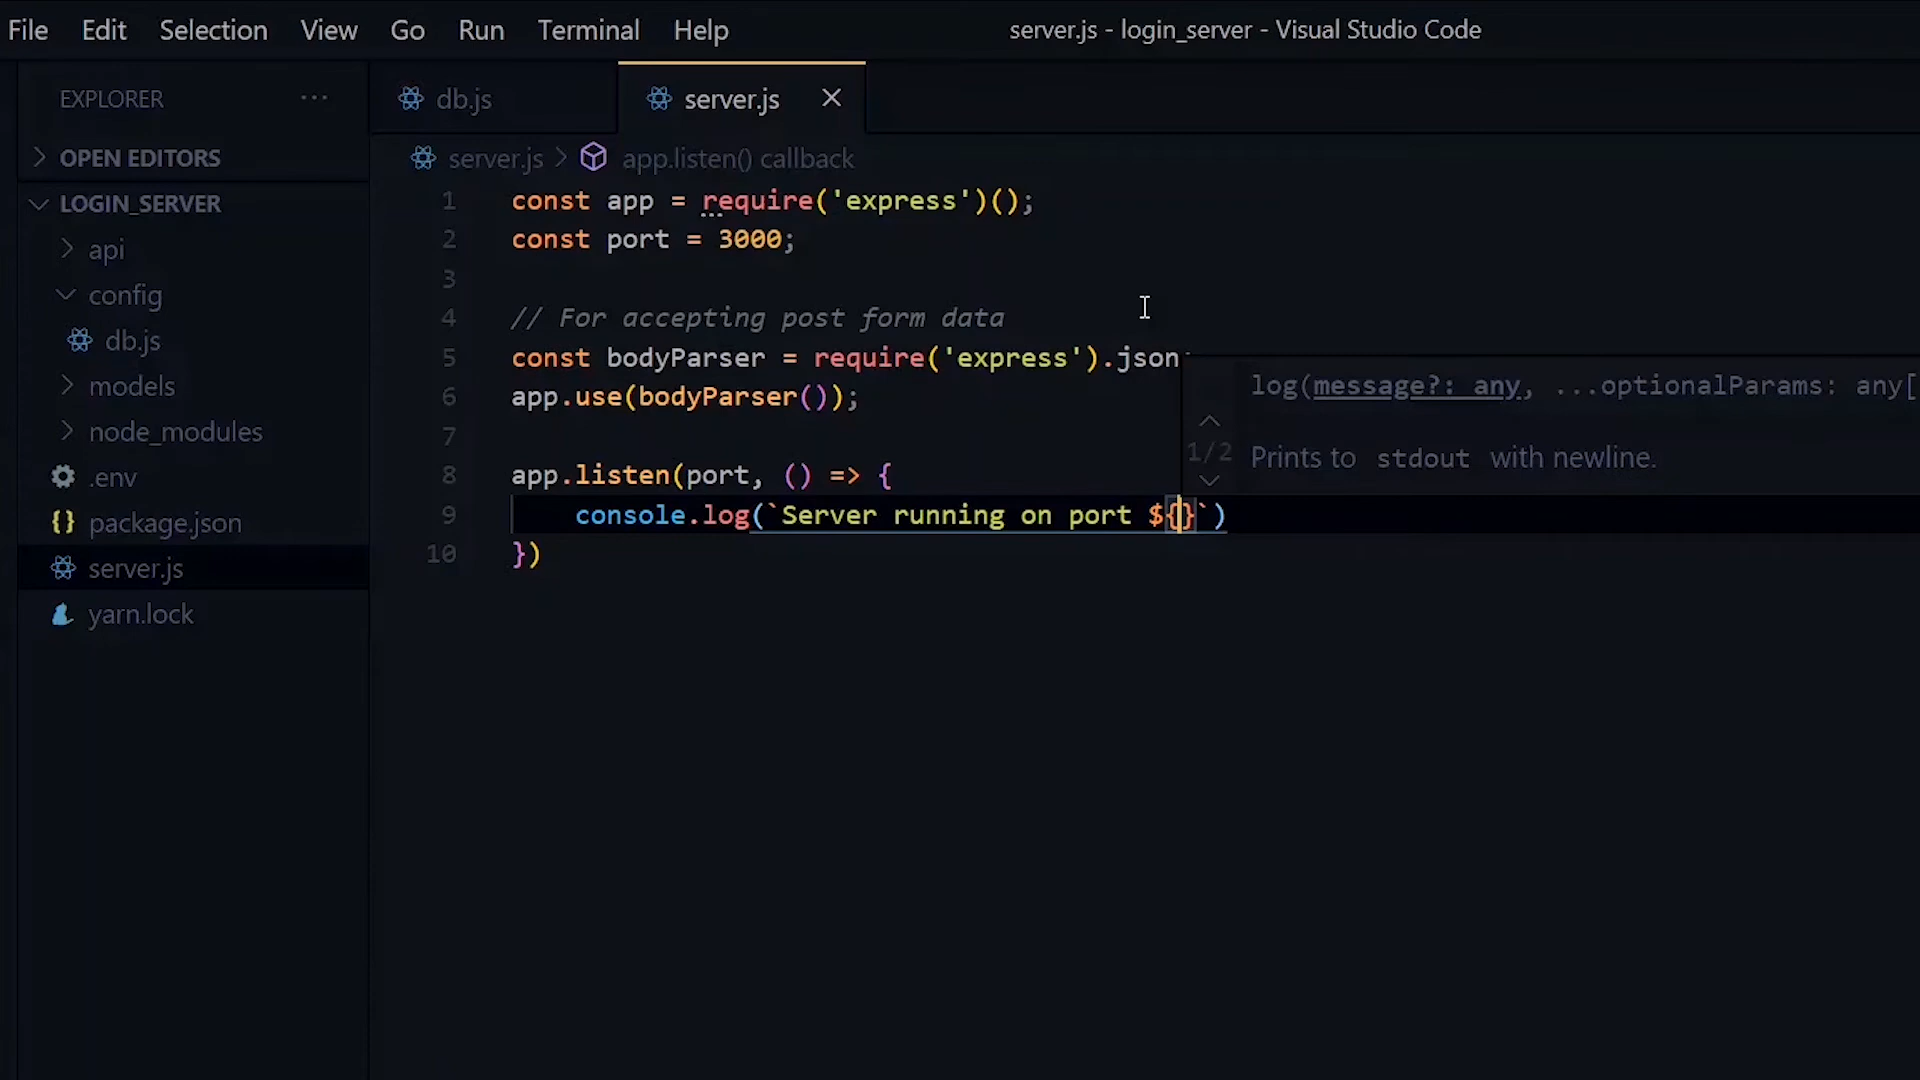 File Edit Selection View Go Run Terminal Help server.js - login_server - Visual Studio Code
EXPLORER ...
OPEN EDITORS
LOGIN_SERVER
api
config
db.js
models
node_modules
.env
package.json
server.js
yarn.lock
db.js server.js
server.js > app.listen() callback
1 const app = require('express')();
2 const port = 3000;
3
4 // For accepting post form data
5 const bodyParser = require('express').json
6 app.use(bodyParser());
7
8 app.listen(port, () => {
9 console.log(`Server running on port ${}`)
10 })
log(message?: any, ...optionalParams: any[
1/2
Prints to stdout with newline.